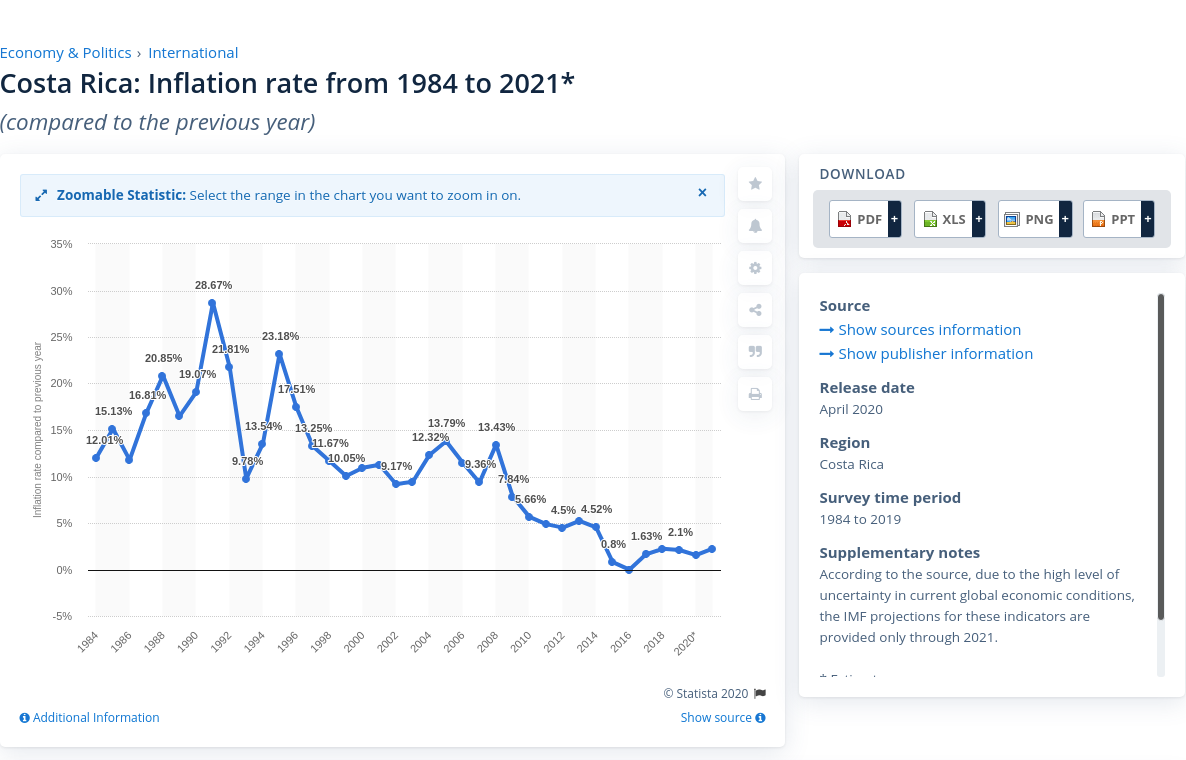 Economy & Politics › International
Costa Rica: Inflation rate from 1984 to 2021*
(compared to the previous year)
Zoomable Statistic: Select the range in the chart you want to zoom in on. ×
35%
30%
25%
20%
15%
10%
5%
0%
-5%
Inflation rate compared to previous year
12.01%
15.13%
16.81%
20.85%
19.07%
28.67%
21.81%
9.78%
13.54%
23.18%
17.51%
13.25%
11.67%
10.05%
9.17%
12.32%
13.79%
9.36%
13.43%
7.84%
5.66%
4.5%
4.52%
0.8%
1.63%
2.1%
1984
1986
1988
1990
1992
1994
1996
1998
2000
2002
2004
2006
2008
2010
2012
2014
2016
2018
2020*
© Statista 2020
Additional Information
Show source
DOWNLOAD
PDF + XLS + PNG + PPT +
Source
Show sources information
Show publisher information
Release date
April 2020
Region
Costa Rica
Survey time period
1984 to 2019
Supplementary notes
According to the source, due to the high level of
uncertainty in current global economic conditions,
the IMF projections for these indicators are
provided only through 2021.